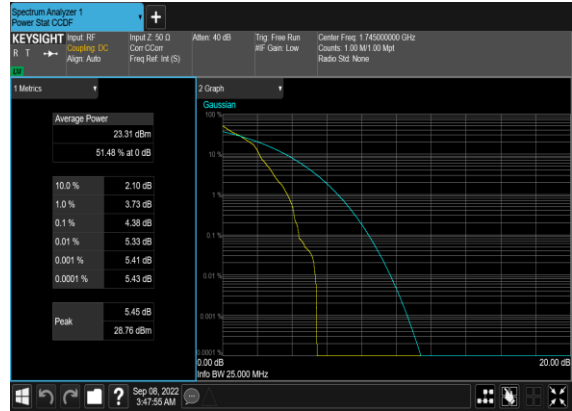 Spectrum Analyzer 1
Power Stat CCDF
KEYSIGHT
R T
Input: RF
Coupling: DC
Align: Auto
Input Z: 50 Ω
Corr CCorr
Freq Ref: Int (S)
Atten: 40 dB
Trig: Free Run
#IF Gain: Low
Center Freq: 1.745000000 GHz
Counts: 1.00 M/1.00 Mpt
Radio Std: None
1 Metrics
Average Power
23.31 dBm
51.48 % at 0 dB
10.0 % 2.10 dB
1.0 % 3.73 dB
0.1 % 4.38 dB
0.01 % 5.33 dB
0.001 % 5.41 dB
0.0001 % 5.43 dB
Peak
5.45 dB
28.76 dBm
2 Graph
Gaussian
100 %
10 %
1 %
0.1 %
0.01 %
0.001 %
0.0001 %
0.00 dB 20.00 dB
Info BW 25.000 MHz
?
Sep 08, 2022
3:47:55 AM